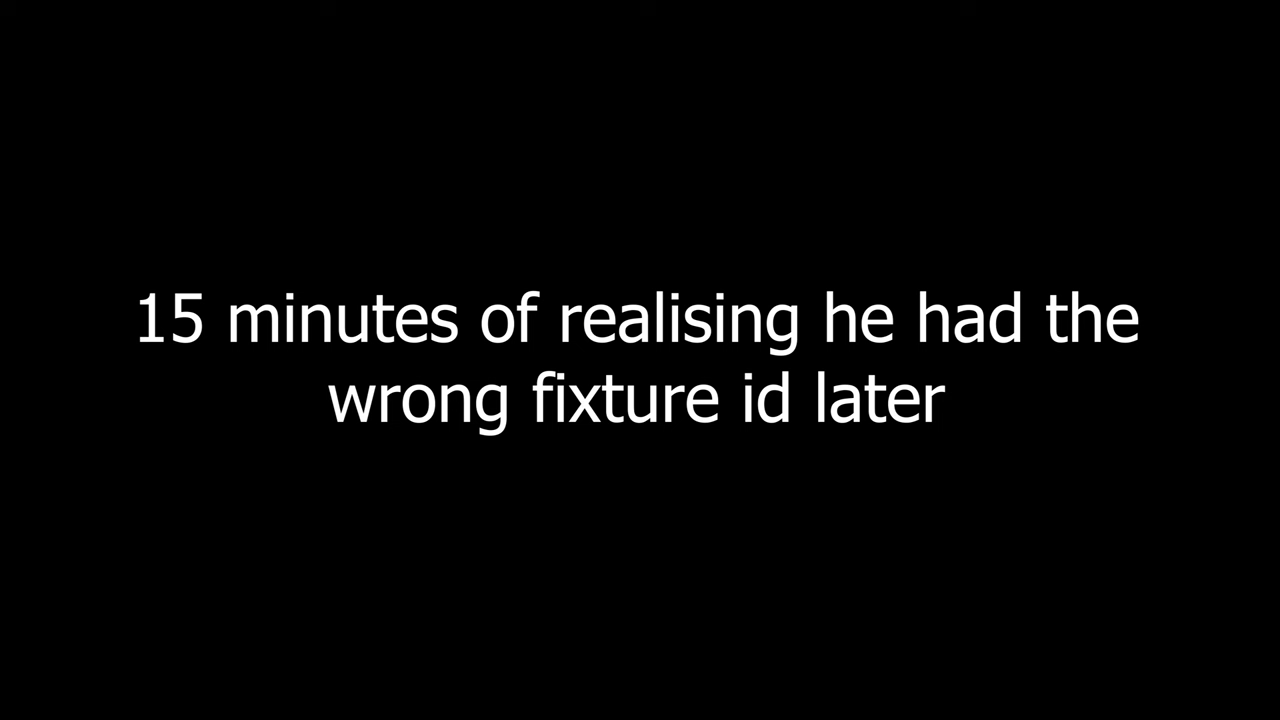 15 minutes of realising he had the
wrong fixture id later